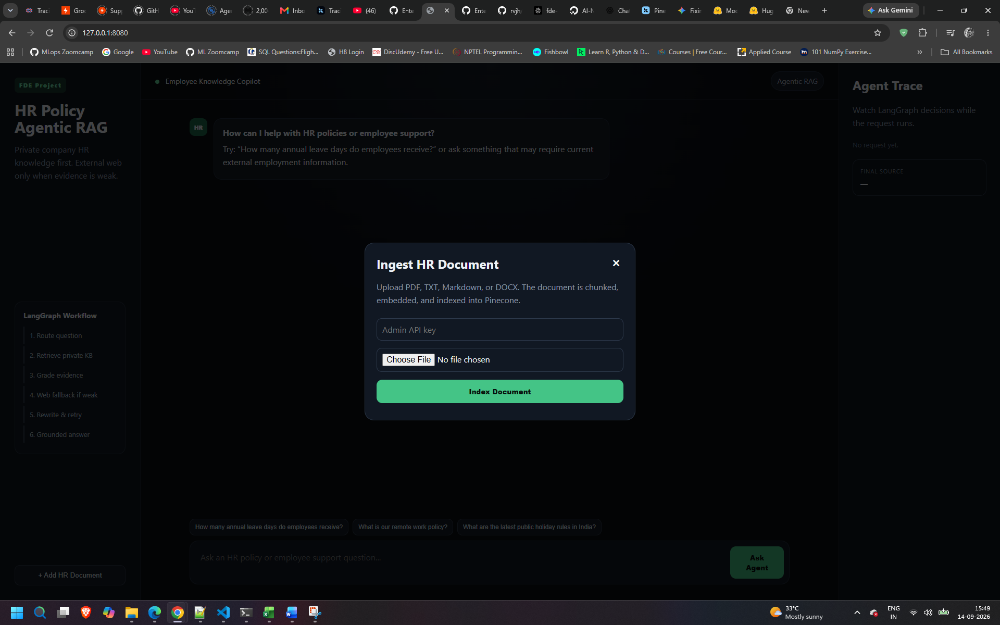 Traci
Groc
Supp
GitH
YouT
Age
2,00
Inbo
Traci
(46)
Ente
Ente
rvjh/
fde-
AI-N
Cha
Pine
Fixin
Moc
Hug
New
Ask Gemini
127.0.0.1:8080
MLops Zoomcamp
Google
YouTube
ML Zoomcamp
SQL Questions:Fligh...
H8 Login
DiscUdemy - Free U...
NPTEL Programmin...
Fishbowl
Learn R, Python & D...
Courses | Free Cour...
Applied Course
101 NumPy Exercise...
All Bookmarks
FDE Project
HR Policy
Agentic RAG
Private company HR
knowledge first. External web
only when evidence is weak.
LangGraph Workflow
1. Route question
2. Retrieve private KB
3. Grade evidence
4. Web fallback if weak
5. Rewrite & retry
6. Grounded answer
+ Add HR Document
Employee Knowledge Copilot
Agentic RAG
HR
How can I help with HR policies or employee support?
Try: “How many annual leave days do employees receive?” or ask something that may require current
external employment information.
Ingest HR Document
×
Upload PDF, TXT, Markdown, or DOCX. The document is chunked,
embedded, and indexed into Pinecone.
Admin API key
Choose File No file chosen
Index Document
How many annual leave days do employees receive?
What is our remote work policy?
What are the latest public holiday rules in India?
Ask an HR policy or employee support question...
Ask
Agent
Agent Trace
Watch LangGraph decisions while
the request runs.
No request yet.
FINAL SOURCE
—
33°C
Mostly sunny
ENG
IN
15:49
14-09-2026